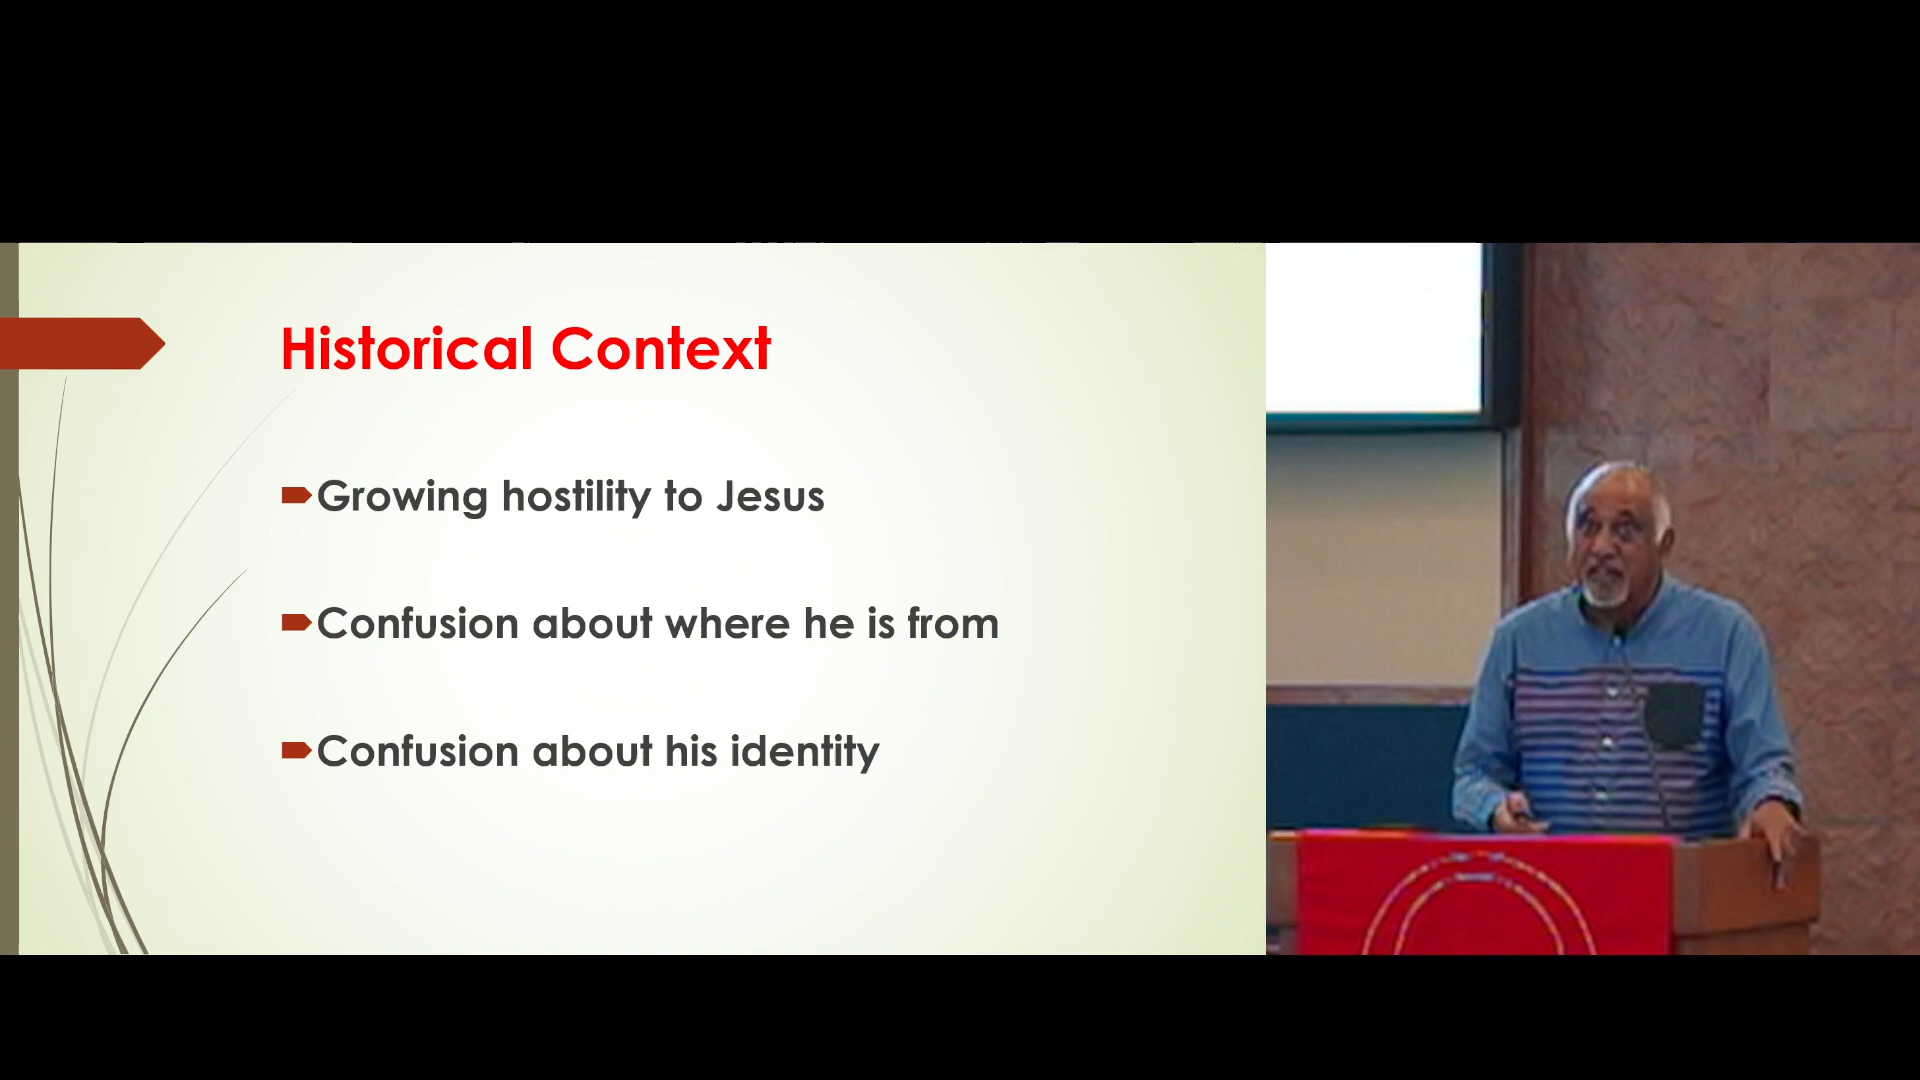 Historical Context
Growing hostility to Jesus
Confusion about where he is from
Confusion about his identity